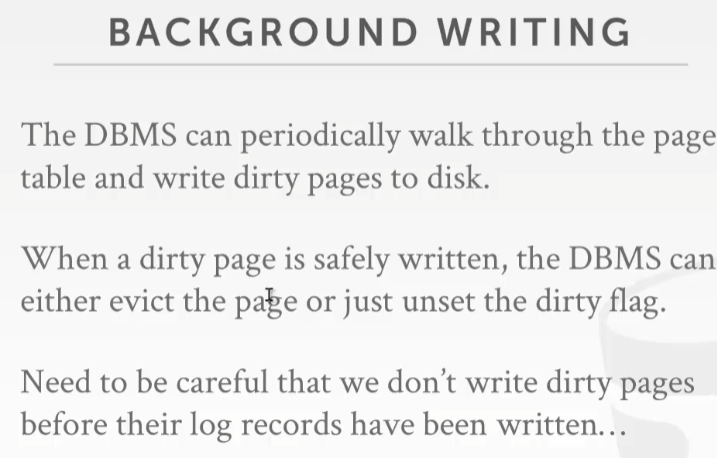 BACKGROUND WRITING
The DBMS can periodically walk through the page
table and write dirty pages to disk.
When a dirty page is safely written, the DBMS can
either evict the page or just unset the dirty flag.
Need to be careful that we don’t write dirty pages
before their log records have been written…